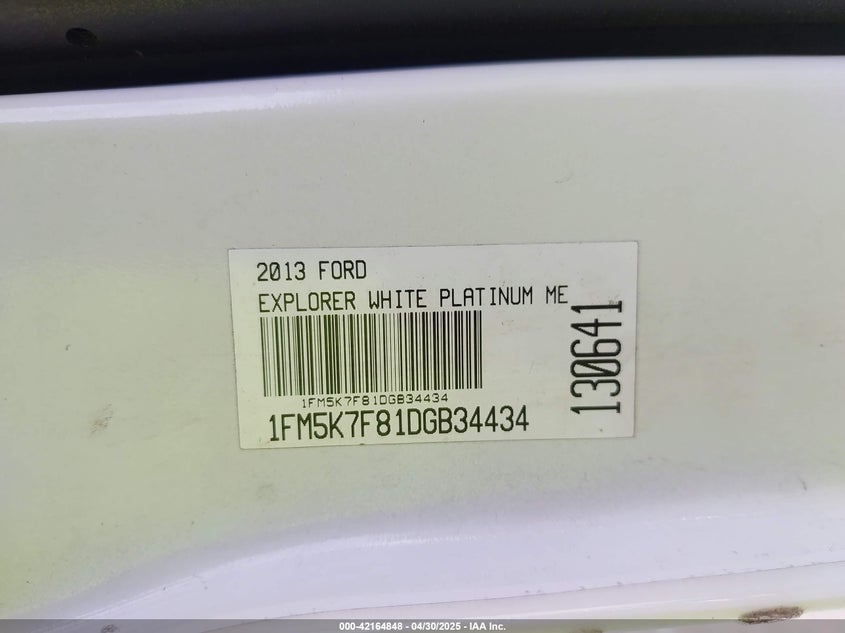 2013 FORD
EXPLORER WHITE PLATINUM ME
1FM5K7F81DGB34434
1FM5K7F81DGB34434
130641
000-42164848 - 04/30/2025 - IAA Inc.